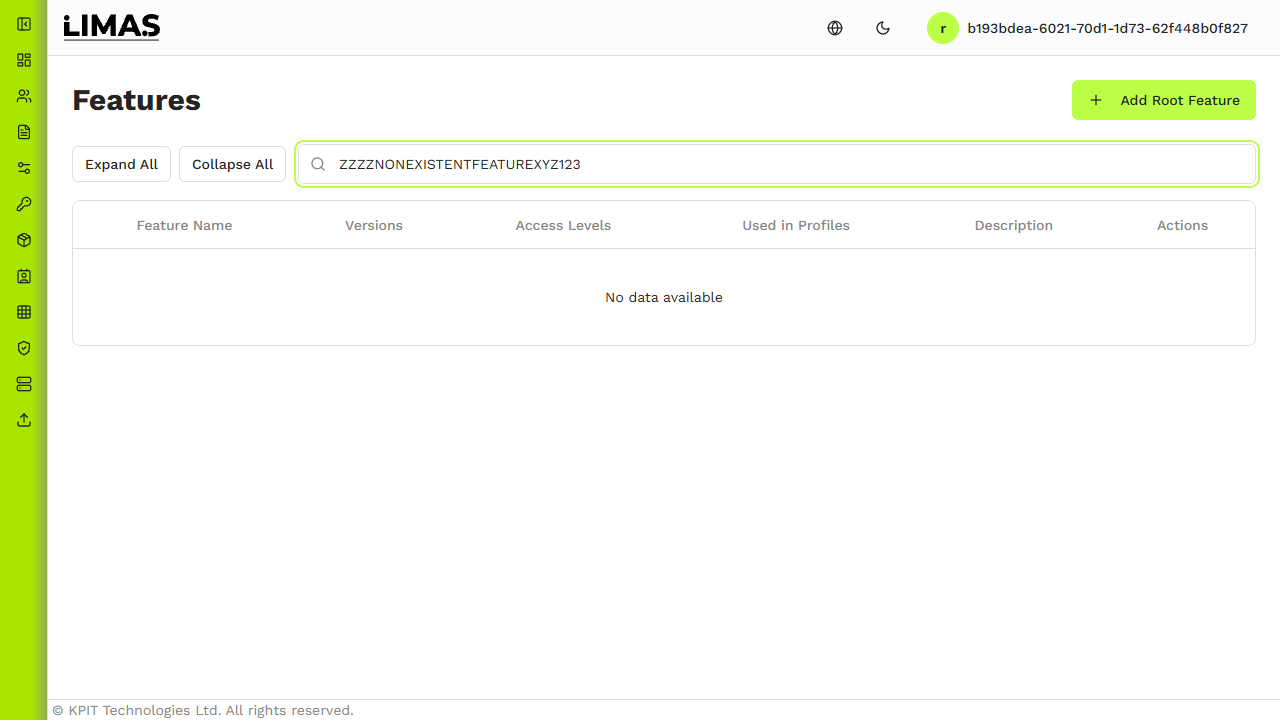 LIMAS
r b193bdea-6021-70d1-1d73-62f448b0f827
Features
Add Root Feature
Expand All Collapse All ZZZZNONEXISTENTFEATUREXYZ123
Feature Name Versions Access Levels Used in Profiles Description Actions
No data available
© KPIT Technologies Ltd. All rights reserved.